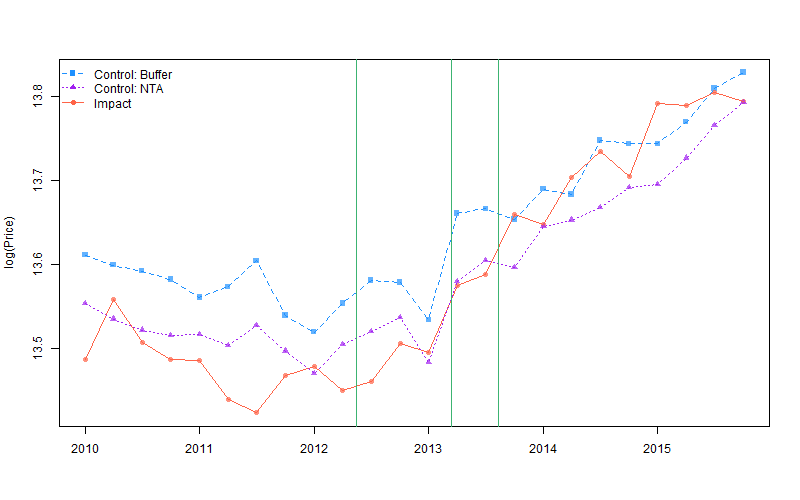 Control: Buffer
Control: NTA
Impact
13.8
13.7
13.6
13.5
log(Price)
2010 2011 2012 2013 2014 2015